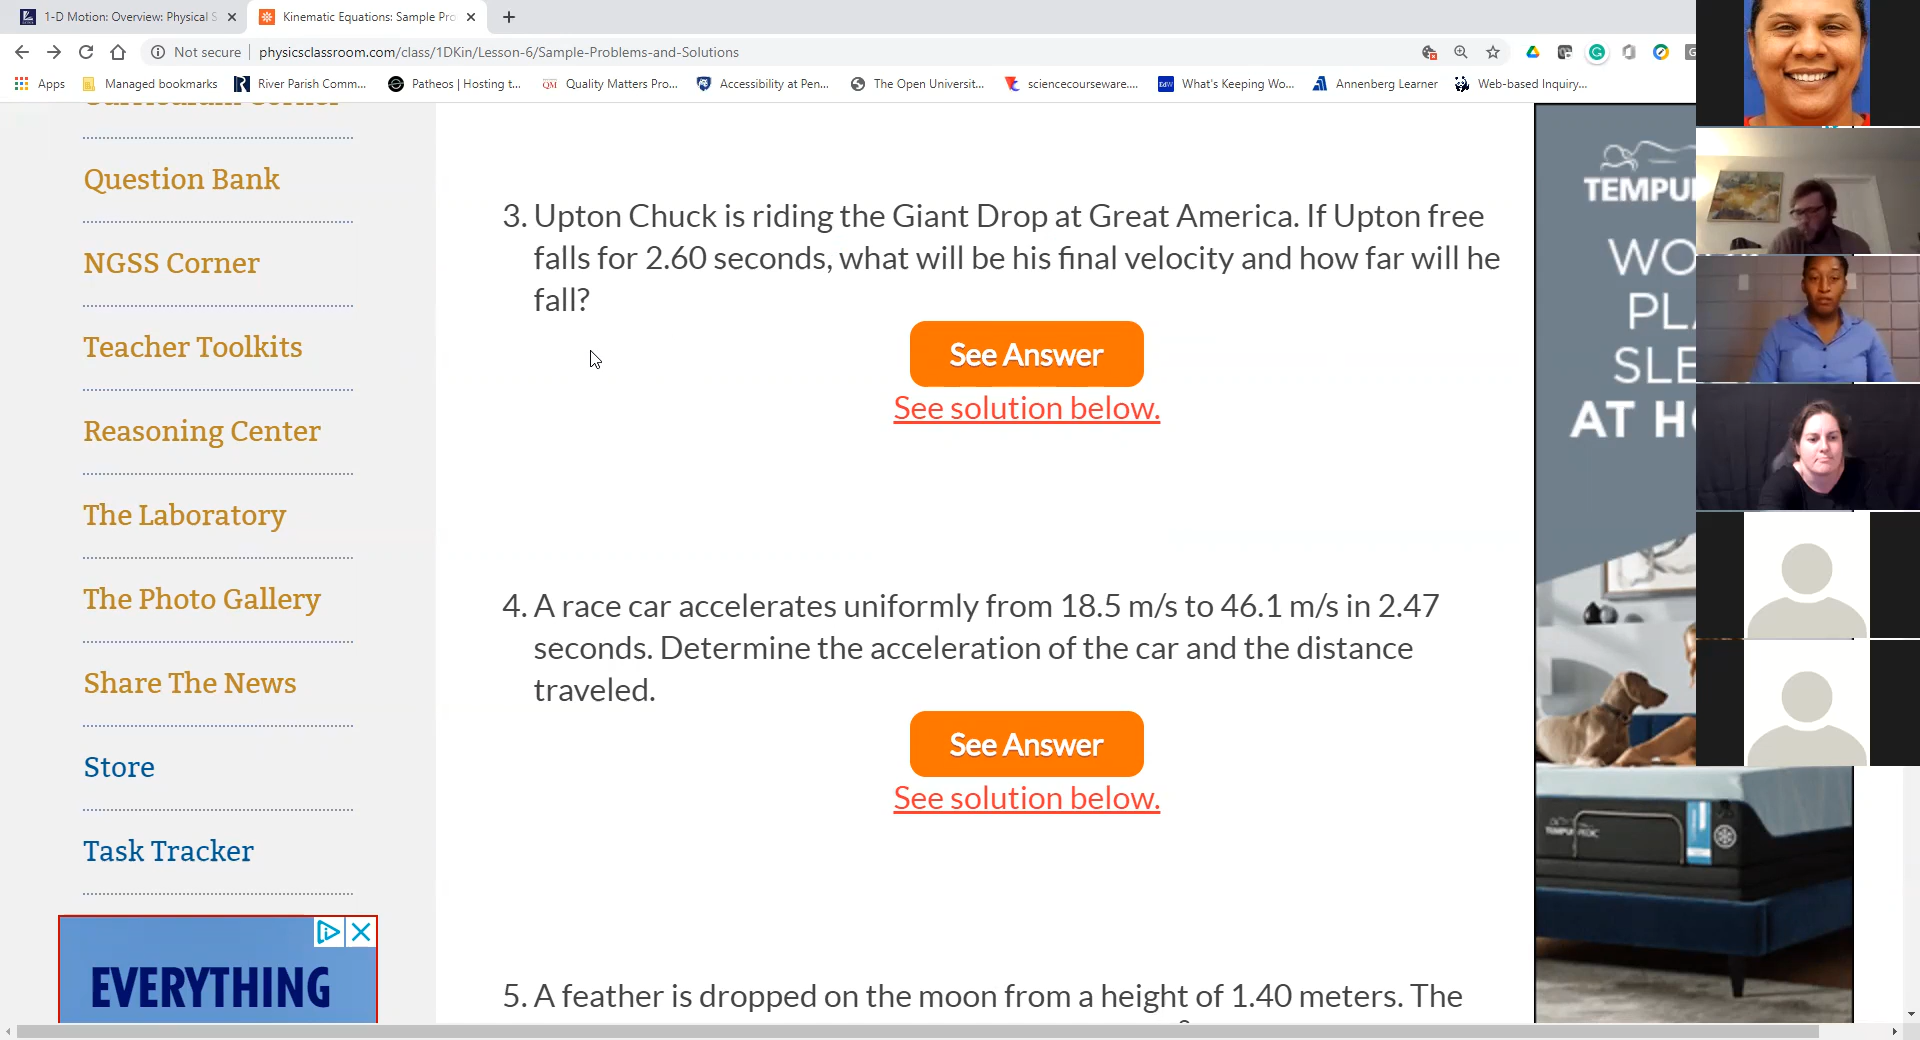 1-D Motion: Overview: Physical S
Kinematic Equations: Sample Pro
Not secure
physicsclassroom.com/class/1DKin/Lesson-6/Sample-Problems-and-Solutions
Apps
Managed bookmarks
River Parish Comm...
Patheos | Hosting t...
QM
Quality Matters Pro...
Accessibility at Pen...
The Open Universit...
sciencecourseware....
EdW
What's Keeping Wo...
Annenberg Learner
Web-based Inquiry...
Curriculum Corner
Question Bank
NGSS Corner
Teacher Toolkits
Reasoning Center
The Laboratory
The Photo Gallery
Share The News
Store
Task Tracker
EVERYTHING
3. Upton Chuck is riding the Giant Drop at Great America. If Upton free
falls for 2.60 seconds, what will be his final velocity and how far will he
fall?
See Answer
See solution below.
4. A race car accelerates uniformly from 18.5 m/s to 46.1 m/s in 2.47
seconds. Determine the acceleration of the car and the distance
traveled.
See Answer
See solution below.
5. A feather is dropped on the moon from a height of 1.40 meters. The
TEMPU
WO
PL
SLE
AT H